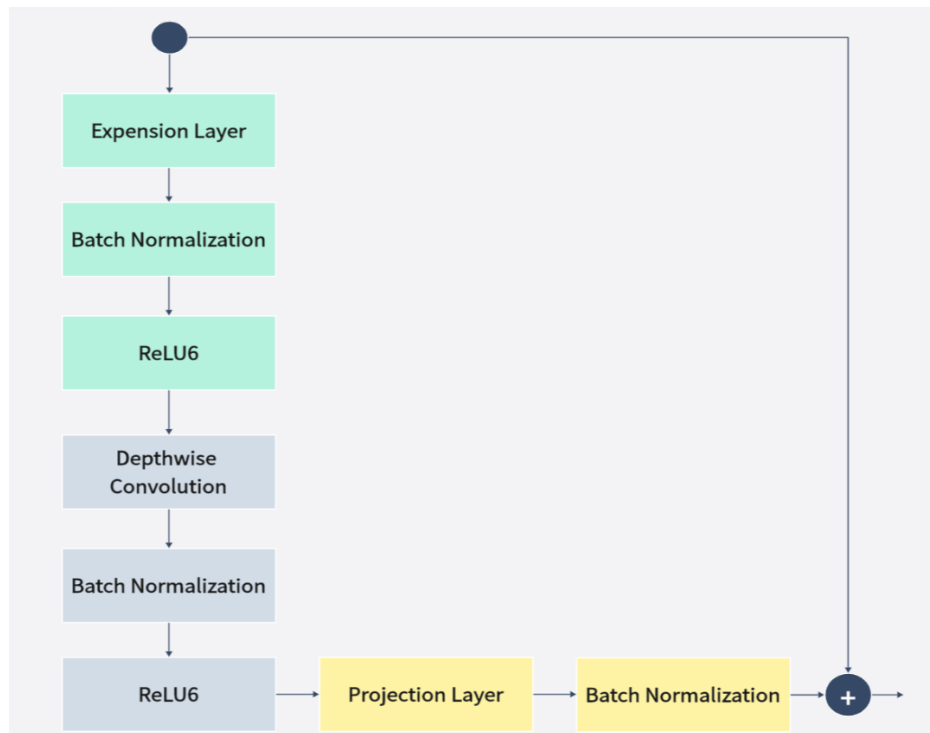 Expension Layer
Batch Normalization
ReLU6
Depthwise
Convolution
Batch Normalization
ReLU6
Projection Layer
Batch Normalization
+